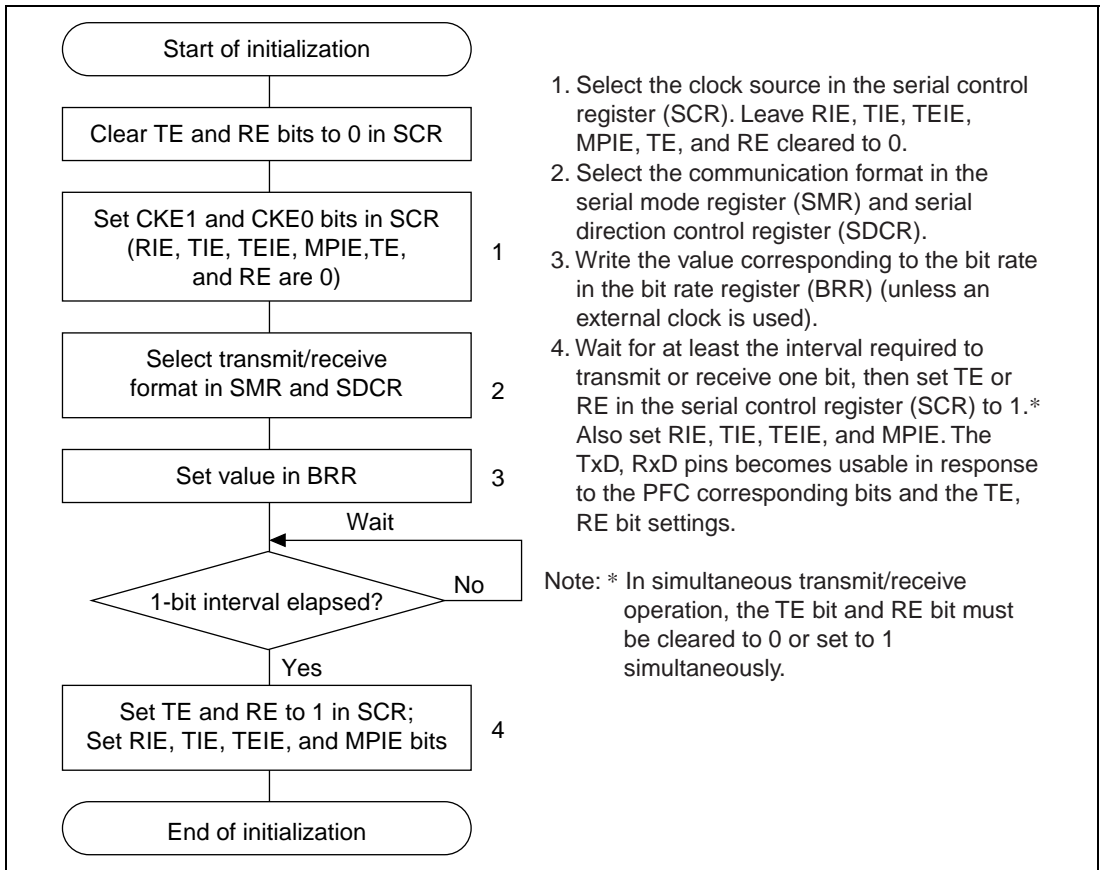 Start of initialization
Clear TE and RE bits to 0 in SCR
Set CKE1 and CKE0 bits in SCR
(RIE, TIE, TEIE, MPIE,TE,
and RE are 0)
1
Select transmit/receive
format in SMR and SDCR
2
Set value in BRR
3
Wait
1-bit interval elapsed?
No
Yes
Set TE and RE to 1 in SCR;
Set RIE, TIE, TEIE, and MPIE bits
4
End of initialization
1. Select the clock source in the serial control
register (SCR). Leave RIE, TIE, TEIE,
MPIE, TE, and RE cleared to 0.
2. Select the communication format in the
serial mode register (SMR) and serial
direction control register (SDCR).
3. Write the value corresponding to the bit rate
in the bit rate register (BRR) (unless an
external clock is used).
4. Wait for at least the interval required to
transmit or receive one bit, then set TE or
RE in the serial control register (SCR) to 1.*
Also set RIE, TIE, TEIE, and MPIE. The
TxD, RxD pins becomes usable in response
to the PFC corresponding bits and the TE,
RE bit settings.
Note: * In simultaneous transmit/receive
operation, the TE bit and RE bit must
be cleared to 0 or set to 1
simultaneously.